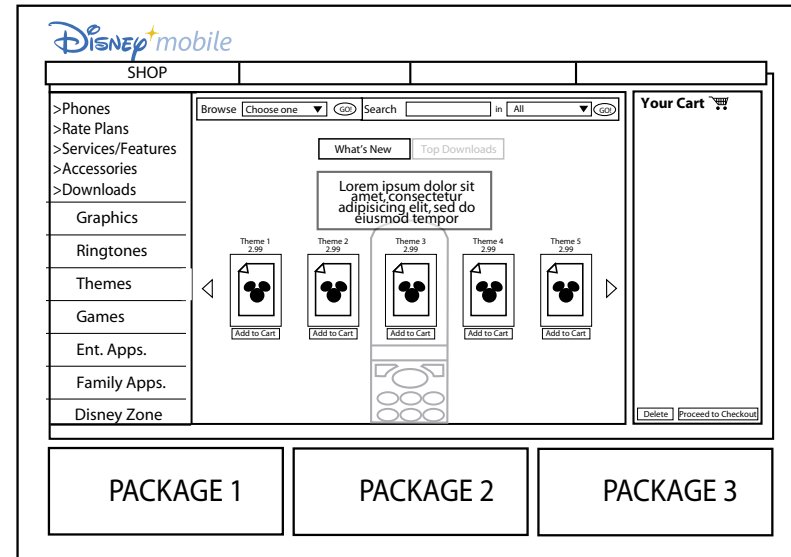 Disney mobile
SHOP
>Phones
>Rate Plans
>Services/Features
>Accessories
>Downloads
Graphics
Ringtones
Themes
Games
Ent. Apps.
Family Apps.
Disney Zone
Browse Choose one GO! Search in All GO!
What's New Top Downloads
Lorem ipsum dolor sit
amet, consectetur
adipisicing elit, sed do
eiusmod tempor
Theme 1 Theme 2 Theme 3 Theme 4 Theme 5
2.99 2.99 2.99 2.99 2.99
Add to Cart Add to Cart Add to Cart Add to Cart Add to Cart
Your Cart
Delete Proceed to Checkout
PACKAGE 1 PACKAGE 2 PACKAGE 3